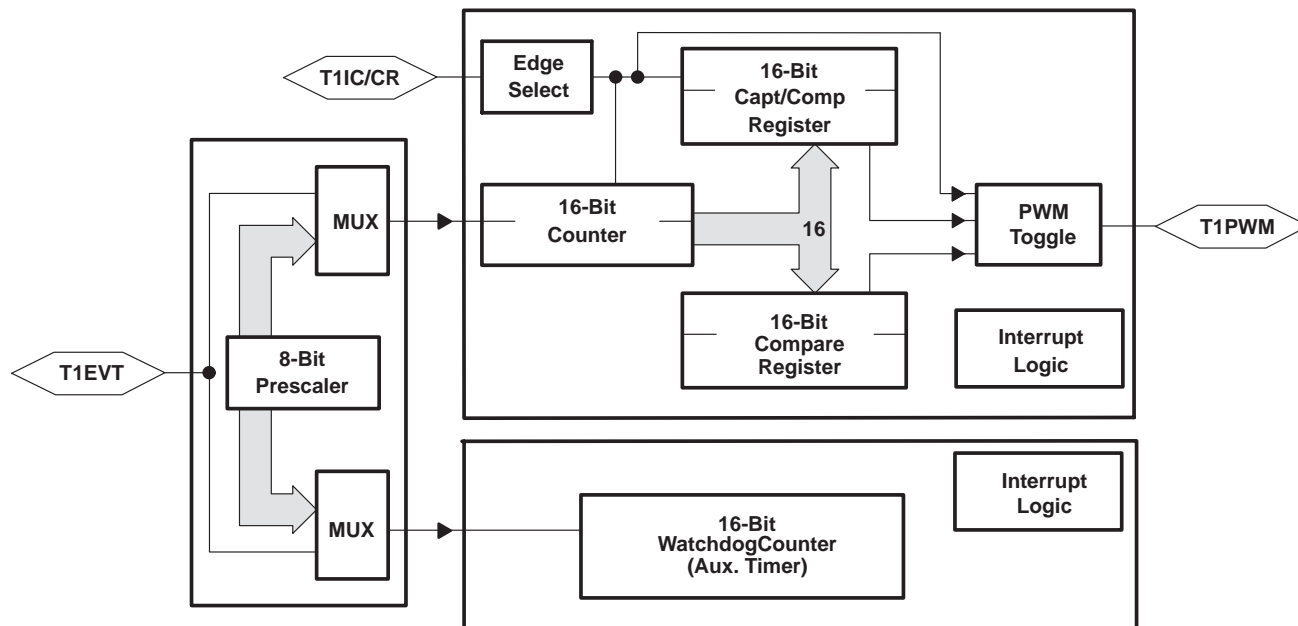 T1IC/CR
Edge
Select
16-Bit
Capt/Comp
Register
MUX
16-Bit
Counter
16
PWM
Toggle
T1PWM
T1EVT
8-Bit
Prescaler
16-Bit
Compare
Register
Interrupt
Logic
MUX
16-Bit
WatchdogCounter
(Aux. Timer)
Interrupt
Logic